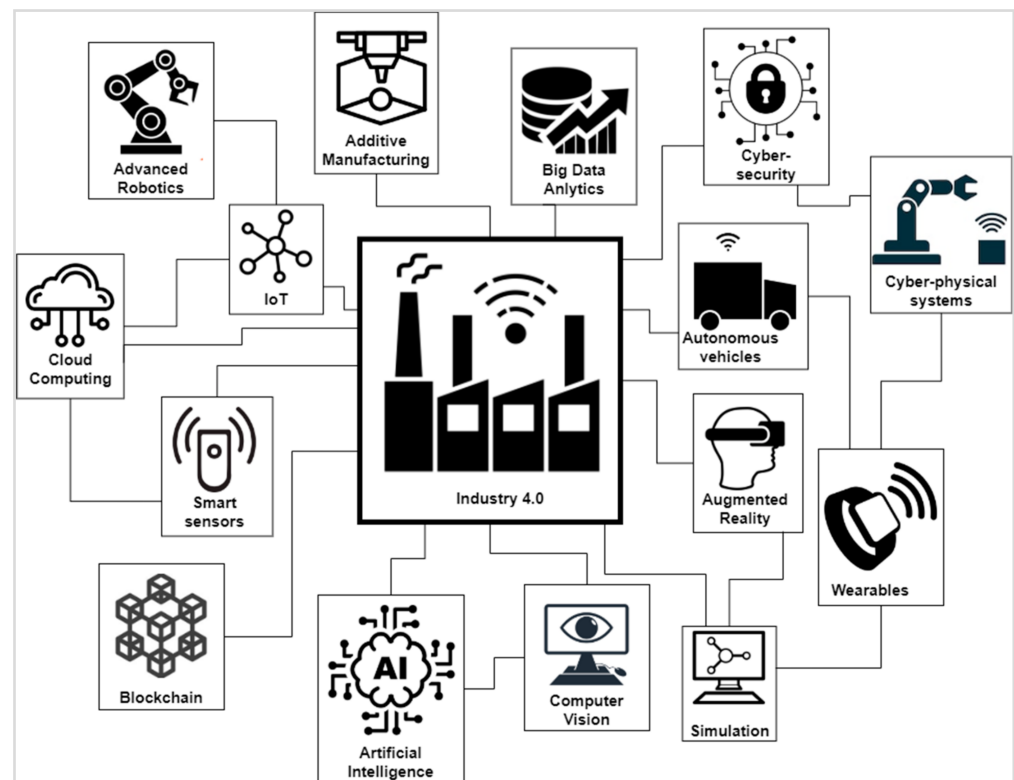 Additive
Manufacturing
Advanced
Robotics
Big Data
Anlytics
Cyber-
security
Cyber-physical
systems
IoT
Cloud
Computing
Autonomous
vehicles
Smart
sensors
Industry 4.0
Augmented
Reality
Wearables
Blockchain
AI
Artificial
Intelligence
Computer
Vision
Simulation